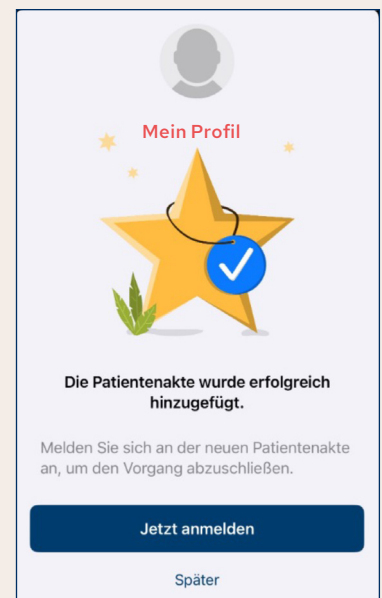 Mein Profil
Die Patientenakte wurde erfolgreich
hinzugefügt.
Melden Sie sich an der neuen Patientenakte
an, um den Vorgang abzuschließen.
Jetzt anmelden
Später